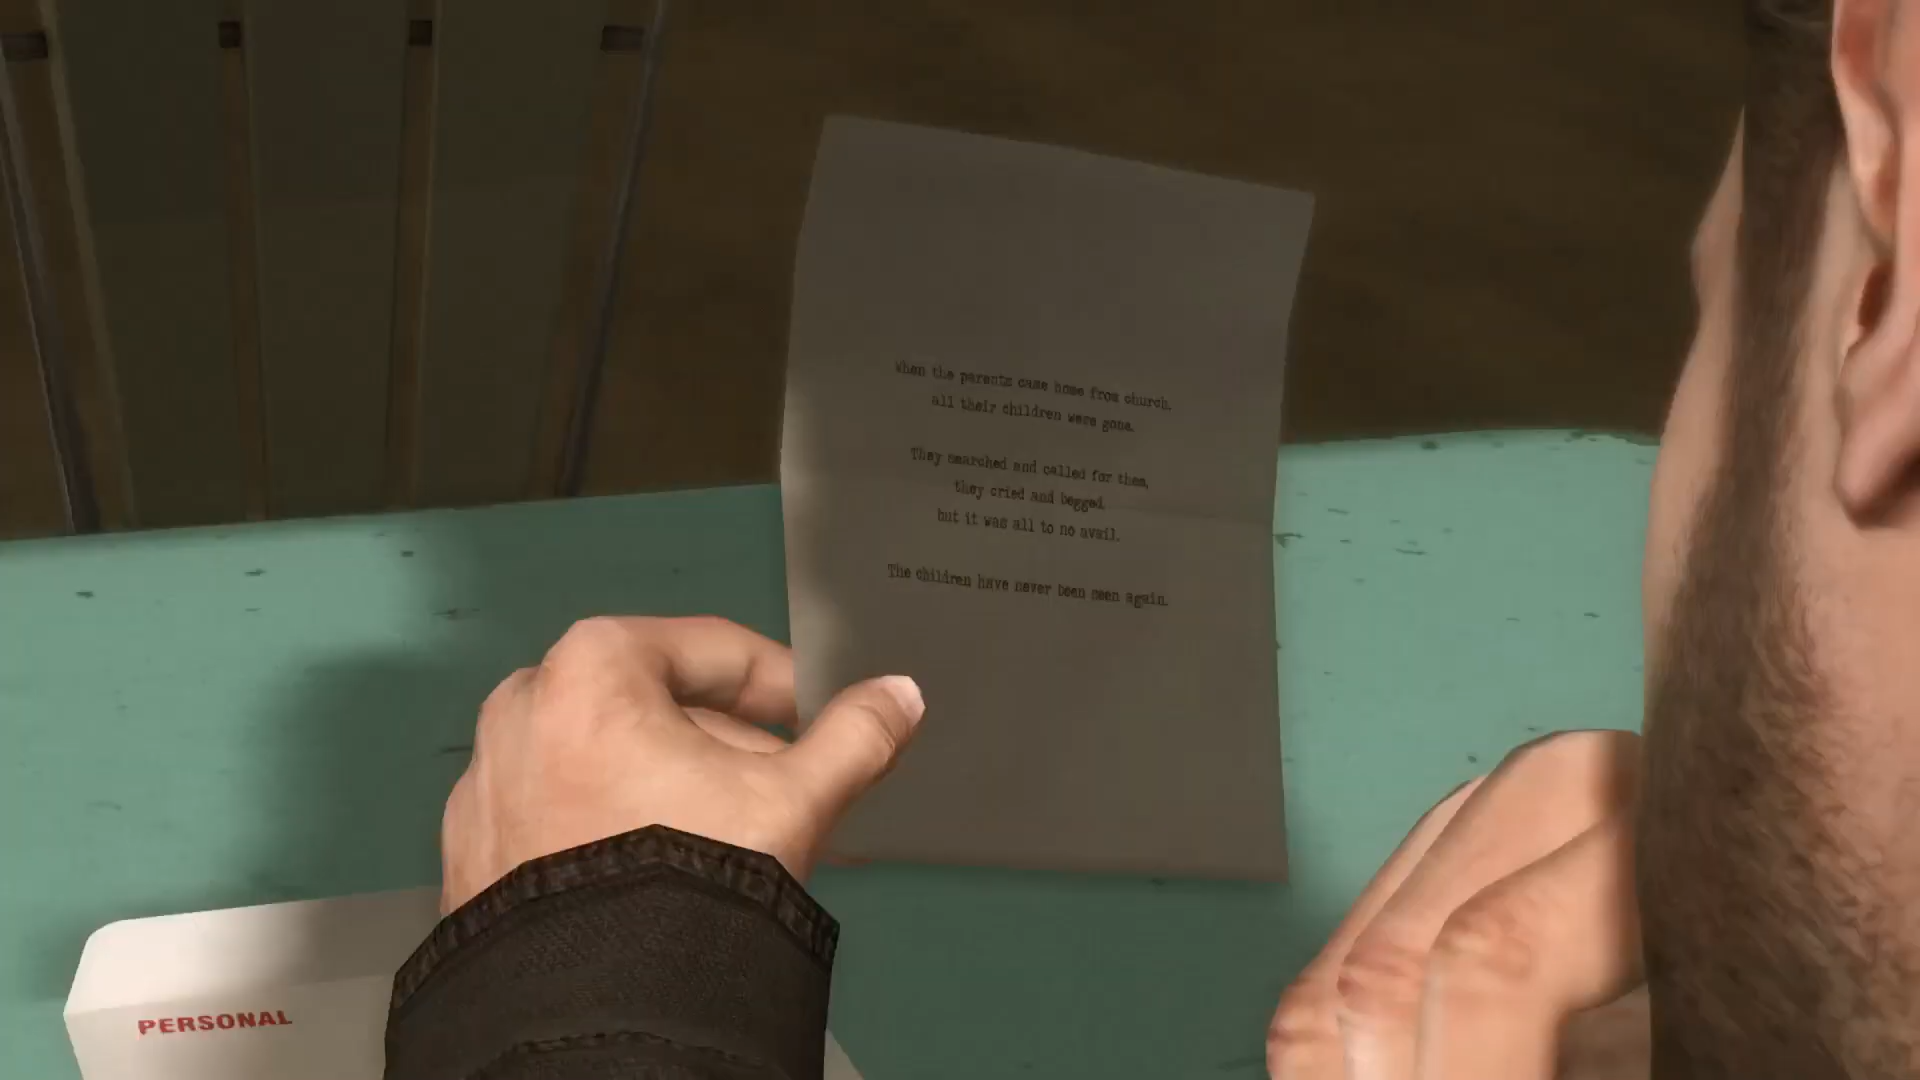 When the parents came home from church,
all their children were gone.
They searched and called for them,
they cried and begged,
but it was all to no avail.
The children have never been seen again.
PERSONAL